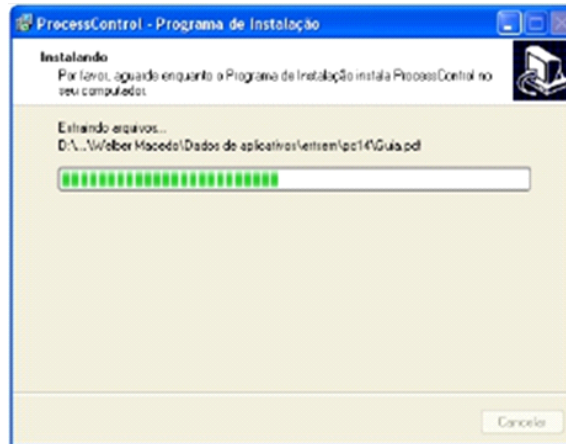 ProcessControl - Programa de Instalação
Instalando
Por favor, aguarde enquanto o Programa de Instalação instala ProcessControl no
seu computador.
Extraindo arquivos...
D:\...\Welber Macedo\Dados de aplicativos\ertsem\pc14\Guia.pdf
Cancelar